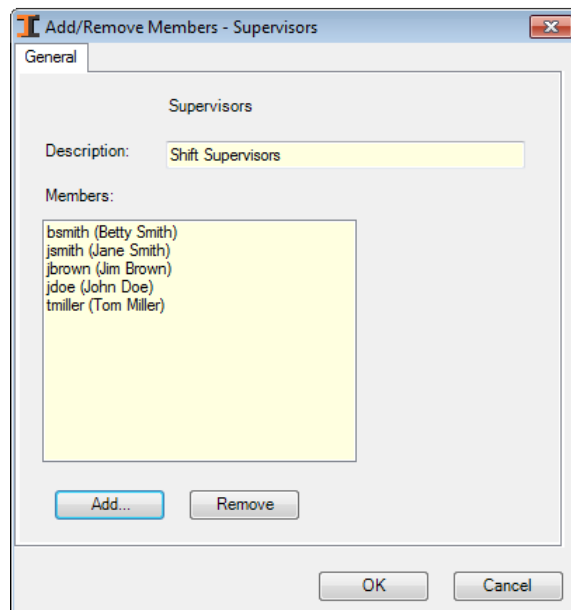 Add/Remove Members - Supervisors
General
Supervisors
Description: Shift Supervisors
Members:
bsmith (Betty Smith)
jsmith (Jane Smith)
jbrown (Jim Brown)
jdoe (John Doe)
tmiller (Tom Miller)
Add... Remove
OK Cancel